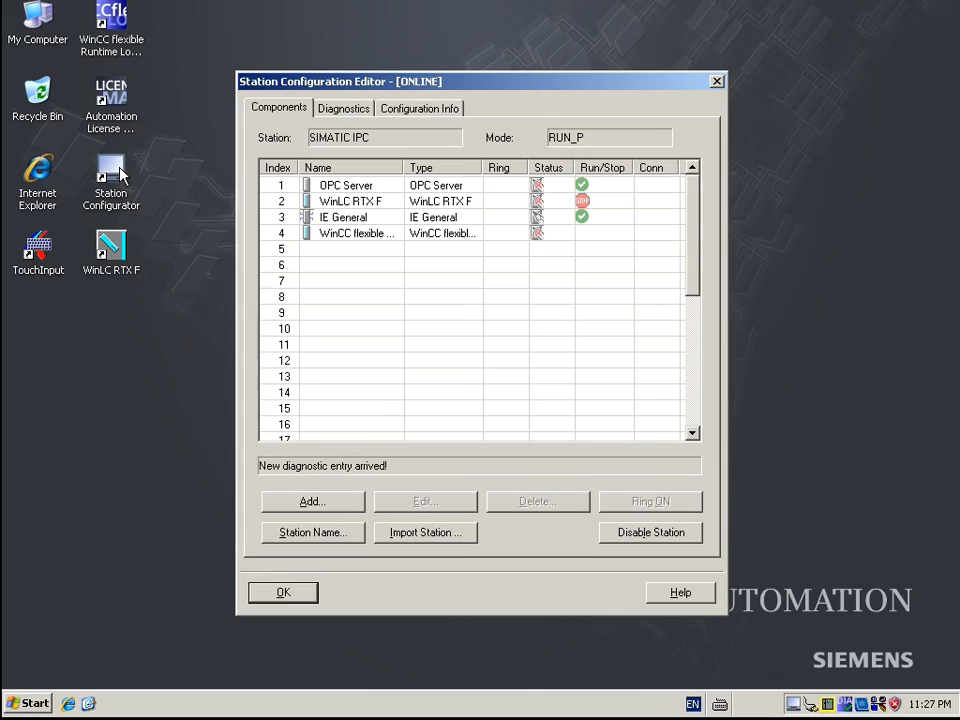 My Computer
WinCC flexible
Runtime Lo...
Recycle Bin
LICEN
Automation
License ...
Internet
Explorer
Station
Configurator
TouchInput
WinLC RTX F
Station Configuration Editor - [ONLINE]
Components
Diagnostics
Configuration Info
Station:
SIMATIC IPC
Mode:
RUN_P
Index Name Type Ring Status Run/Stop Conn
1 OPC Server OPC Server
2 WinLC RTX F WinLC RTX F STOP
3 IE General IE General
4 WinCC flexible ... WinCC flexibl...
5
6
7
8
9
10
11
12
13
14
15
17
New diagnostic entry arrived!
Add...
Edit...
Delete...
Ring ON
Station Name...
Import Station ...
Disable Station
OK
Help
UTOMATION
SIEMENS
Start
EN
11:27 PM